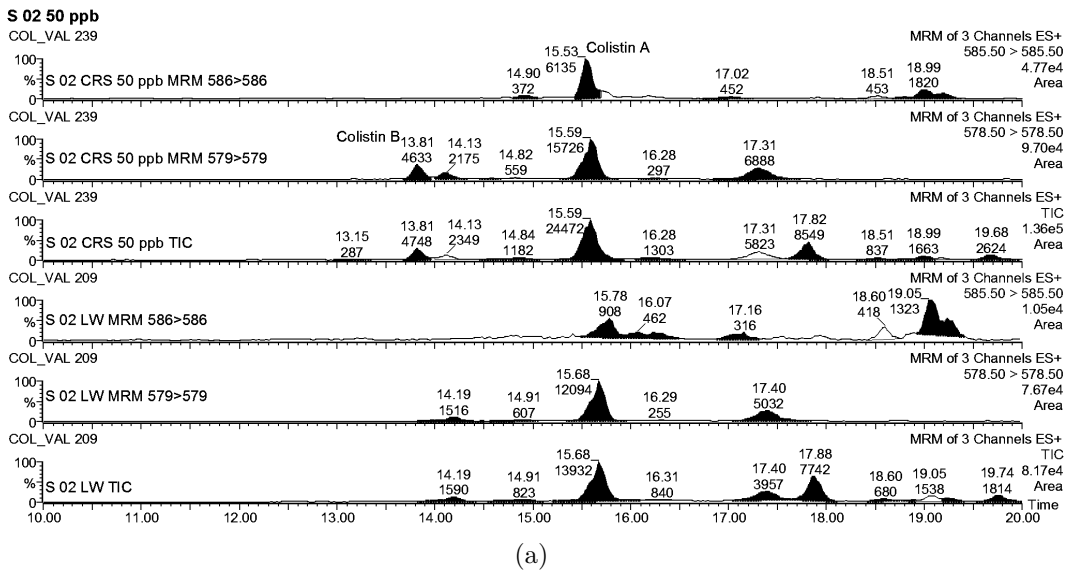 S 02 50 ppb
COL_VAL 239
MRM of 3 Channels ES+
585.50 > 585.50
4.77e4
Area
100
%
0
S 02 CRS 50 ppb MRM 586>586
14.90
372
15.53
6135
Colistin A
17.02
452
18.51
453
18.99
1820
COL_VAL 239
MRM of 3 Channels ES+
578.50 > 578.50
9.70e4
Area
100
%
0
S 02 CRS 50 ppb MRM 579>579
Colistin B
13.81
4633
14.13
2175
14.82
559
15.59
15726
16.28
297
17.31
6888
COL_VAL 239
MRM of 3 Channels ES+
TIC
1.36e5
Area
100
%
0
S 02 CRS 50 ppb TIC
13.15
287
13.81
4748
14.13
2349
14.84
1182
15.59
24472
16.28
1303
17.31
5823
17.82
8549
18.51
837
18.99
1663
19.68
2624
COL_VAL 209
MRM of 3 Channels ES+
585.50 > 585.50
1.05e4
Area
100
%
0
S 02 LW MRM 586>586
15.78
908
16.07
462
17.16
316
18.60
418
19.05
1323
COL_VAL 209
MRM of 3 Channels ES+
578.50 > 578.50
7.67e4
Area
100
%
0
S 02 LW MRM 579>579
14.19
1516
14.91
607
15.68
12094
16.29
255
17.40
5032
COL_VAL 209
MRM of 3 Channels ES+
TIC
8.17e4
Area
100
%
0
S 02 LW TIC
14.19
1590
14.91
823
15.68
13932
16.31
840
17.40
3957
17.88
7742
18.60
680
19.05
1538
19.74
1814
Time
10.00 11.00 12.00 13.00 14.00 15.00 16.00 17.00 18.00 19.00 20.00
(a)